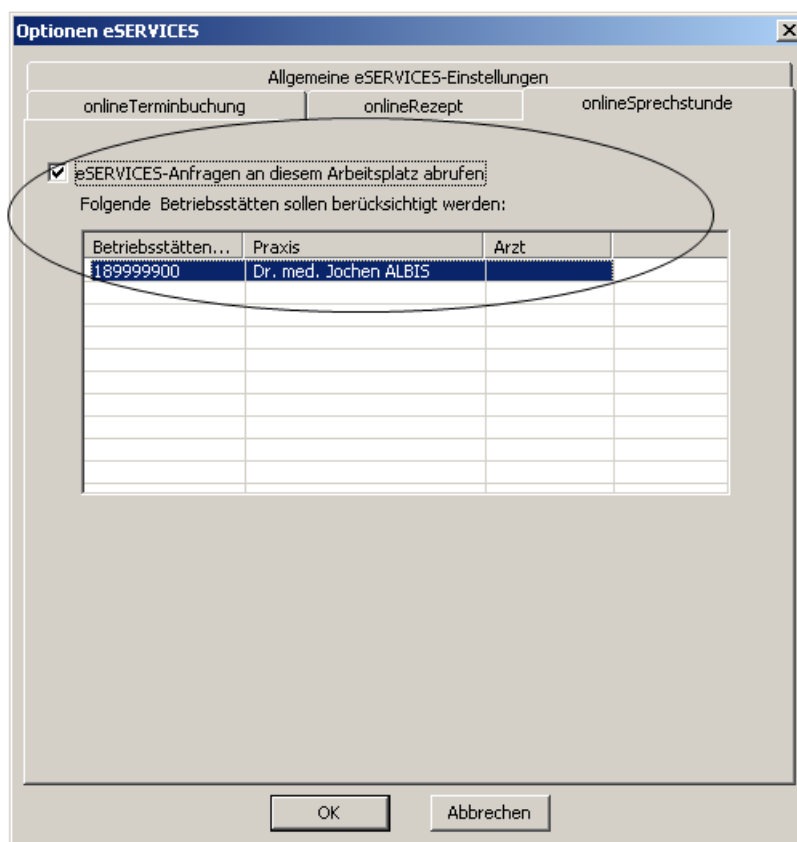 Optionen eSERVICES
Allgemeine eSERVICES-Einstellungen
onlineTerminbuchung onlineRezept onlineSprechstunde
eSERVICES-Anfragen an diesem Arbeitsplatz abrufen
Folgende Betriebsstätten sollen berücksichtigt werden:
Betriebsstätten... Praxis Arzt
189999900 Dr. med. Jochen ALBIS
OK Abbrechen